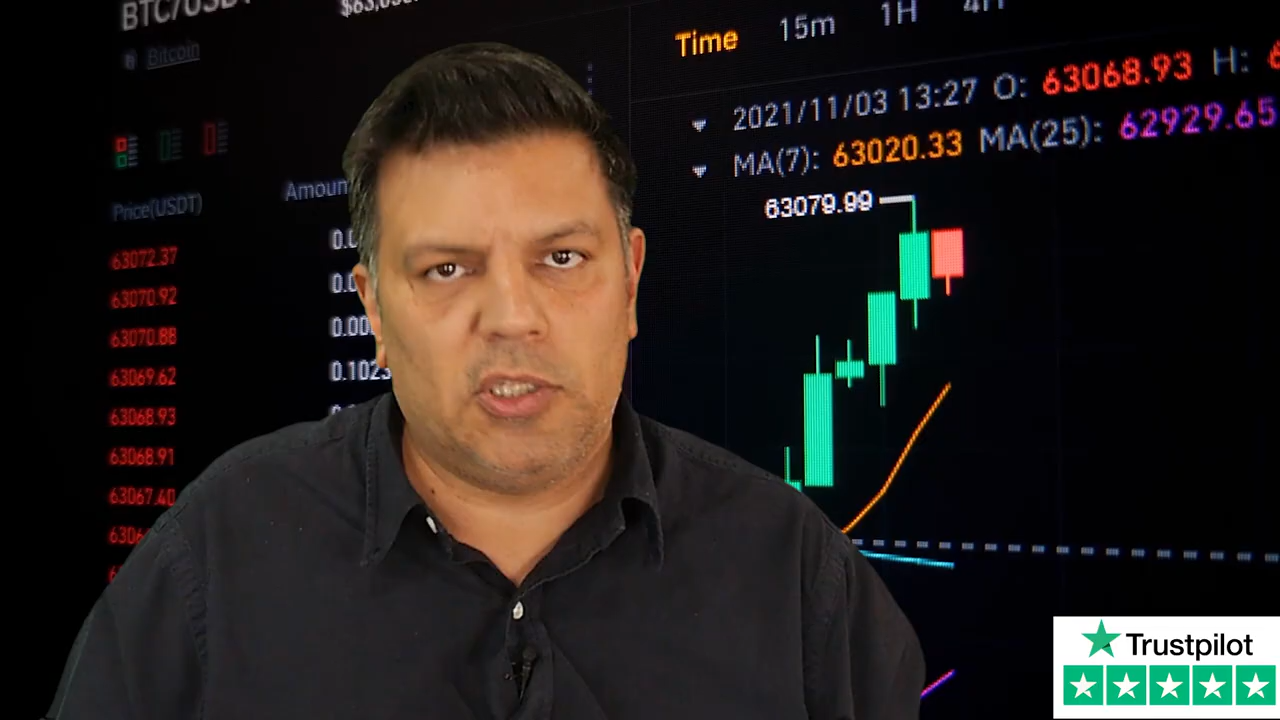 BTC/USDT
Bitcoin
Time 15m 1H 4H
2021/11/03 13:27 O: 63068.93 H:
MA(7): 63020.33 MA(25): 62929.65
63079.99
Price(USDT)
63072.37
63070.92
63070.88
63069.62 0.1023
63068.93
63068.91
63067.40
Trustpilot